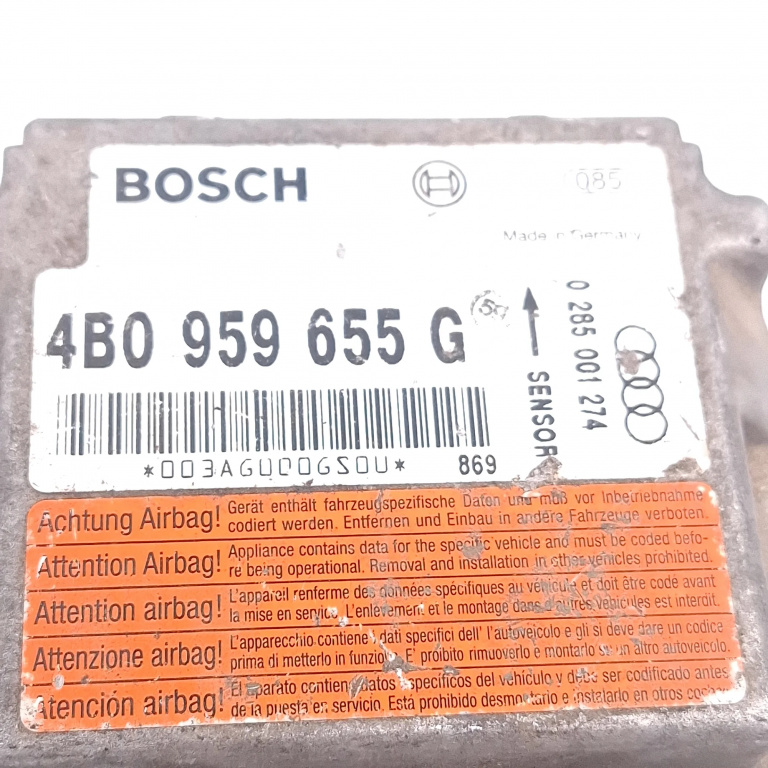 BOSCH
Q85
Made in Germany
4B0 959 655 G
SENSOR
0 285 001 274
*003AGU00GS0U*
869
Achtung Airbag! Gerät enthält fahrzeugspezifische Daten und muß vor Inbetriebnahme
codiert werden. Entfernen und Einbau in andere Fahrzeuge verboten.
Attention Airbag! Appliance contains data for the specific vehicle and must be coded befo-
re being operational. Removal and installation in other vehicles prohibited.
Attention airbag! L'appareil renferme des données spécifiques au véhicule et doit être codé avant
la mise en service. L'enlèvement et le montage dans d'autres véhicules est interdit.
Attenzione airbag! L'apparecchio contiene i dati specifici dell' l'autoveicolo e gli si deve dare un codice
prima di metterlo in funzione. E' proibito rimuoverlo e montarlo su un altro autoveicolo.
Atención airbag! El aparato contiene datos específicos del vehículo y debe ser codificado antes
de la puesta en servicio. Está prohibido desmontarlo e instalarlo en otros coches